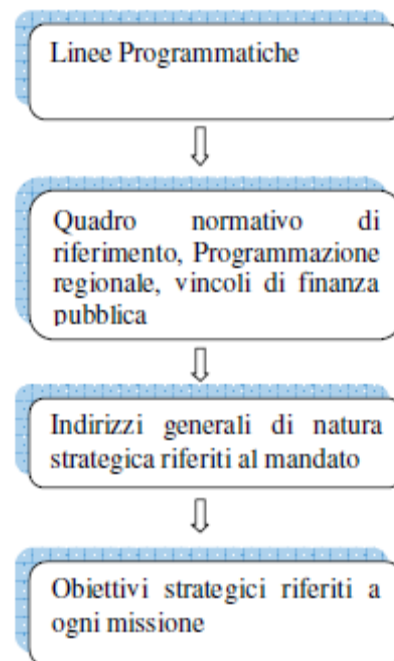 Linee Programmatiche
Quadro normativo di
riferimento, Programmazione
regionale, vincoli di finanza
pubblica
Indirizzi generali di natura
strategica riferiti al mandato
Obiettivi strategici riferiti a
ogni missione